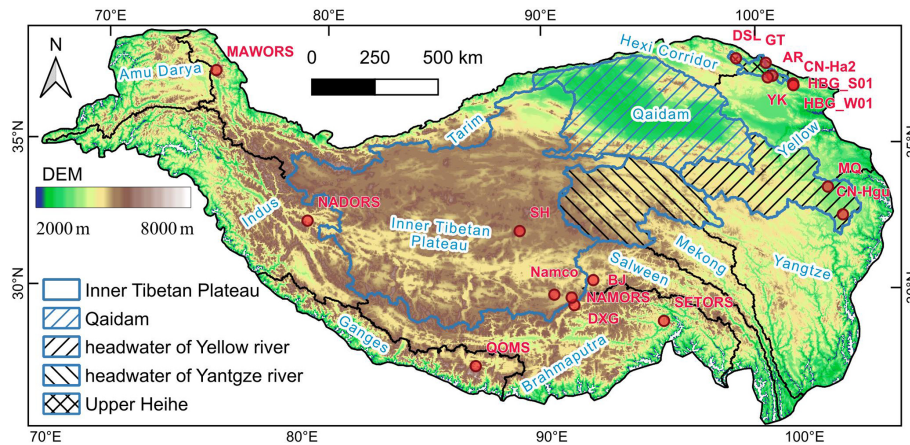 70°E
80°E
90°E
100°E
N
0
250
500 km
MAWORS
Amu Darya
Hexi Corridor
DSL
GT
AR
CN-Ha2
HBG_S01
YK
HBG_W01
Qaidam
Tarim
Yellow
35°N
DEM
2000 m
8000 m
Indus
NADORS
SH
Inner Tibetan
Plateau
MQ
CN-Hgu
Mekong
Salween
Yangtze
30°N
Namco
BJ
NAMORS
DXG
SETORS
Ganges
QOMS
Brahmaputra
Inner Tibetan Plateau
Qaidam
headwater of Yellow river
headwater of Yantgze river
Upper Heihe
70°E
80°E
90°E
100°E